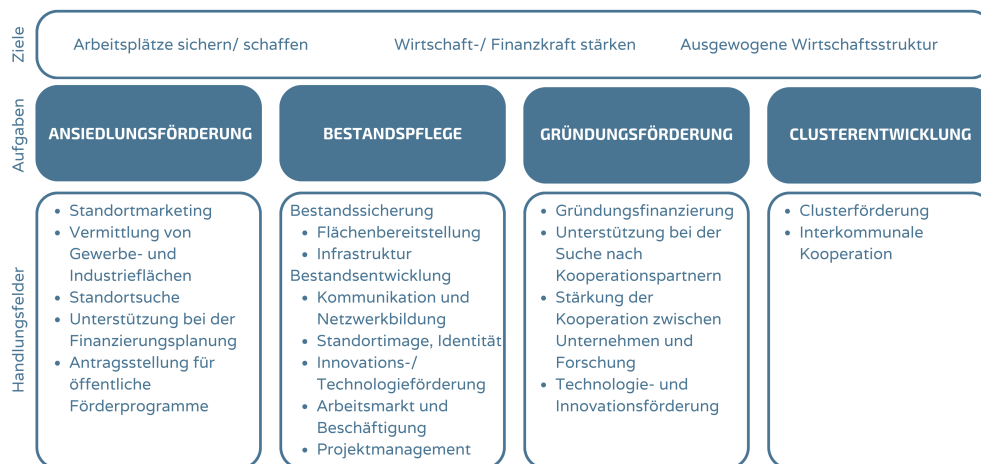 Ziele
Arbeitsplätze sichern/ schaffen
Wirtschaft-/ Finanzkraft stärken
Ausgewogene Wirtschaftsstruktur
Aufgaben
ANSIEDLUNGSFÖRDERUNG
BESTANDSPFLEGE
GRÜNDUNGSFÖRDERUNG
CLUSTERENTWICKLUNG
Handlungsfelder
• Standortmarketing
• Vermittlung von
Gewerbe- und
Industrieflächen
• Standortsuche
• Unterstützung bei der
Finanzierungsplanung
• Antragsstellung für
öffentliche
Förderprogramme
Bestandssicherung
• Flächenbereitstellung
• Infrastruktur
Bestandsentwicklung
• Kommunikation und
Netzwerkbildung
• Standortimage, Identität
• Innovations-/
Technologieförderung
• Arbeitsmarkt und
Beschäftigung
• Projektmanagement
• Gründungsfinanzierung
• Unterstützung bei der
Suche nach
Kooperationspartnern
• Stärkung der
Kooperation zwischen
Unternehmen und
Forschung
• Technologie- und
Innovationsförderung
• Clusterförderung
• Interkommunale
Kooperation